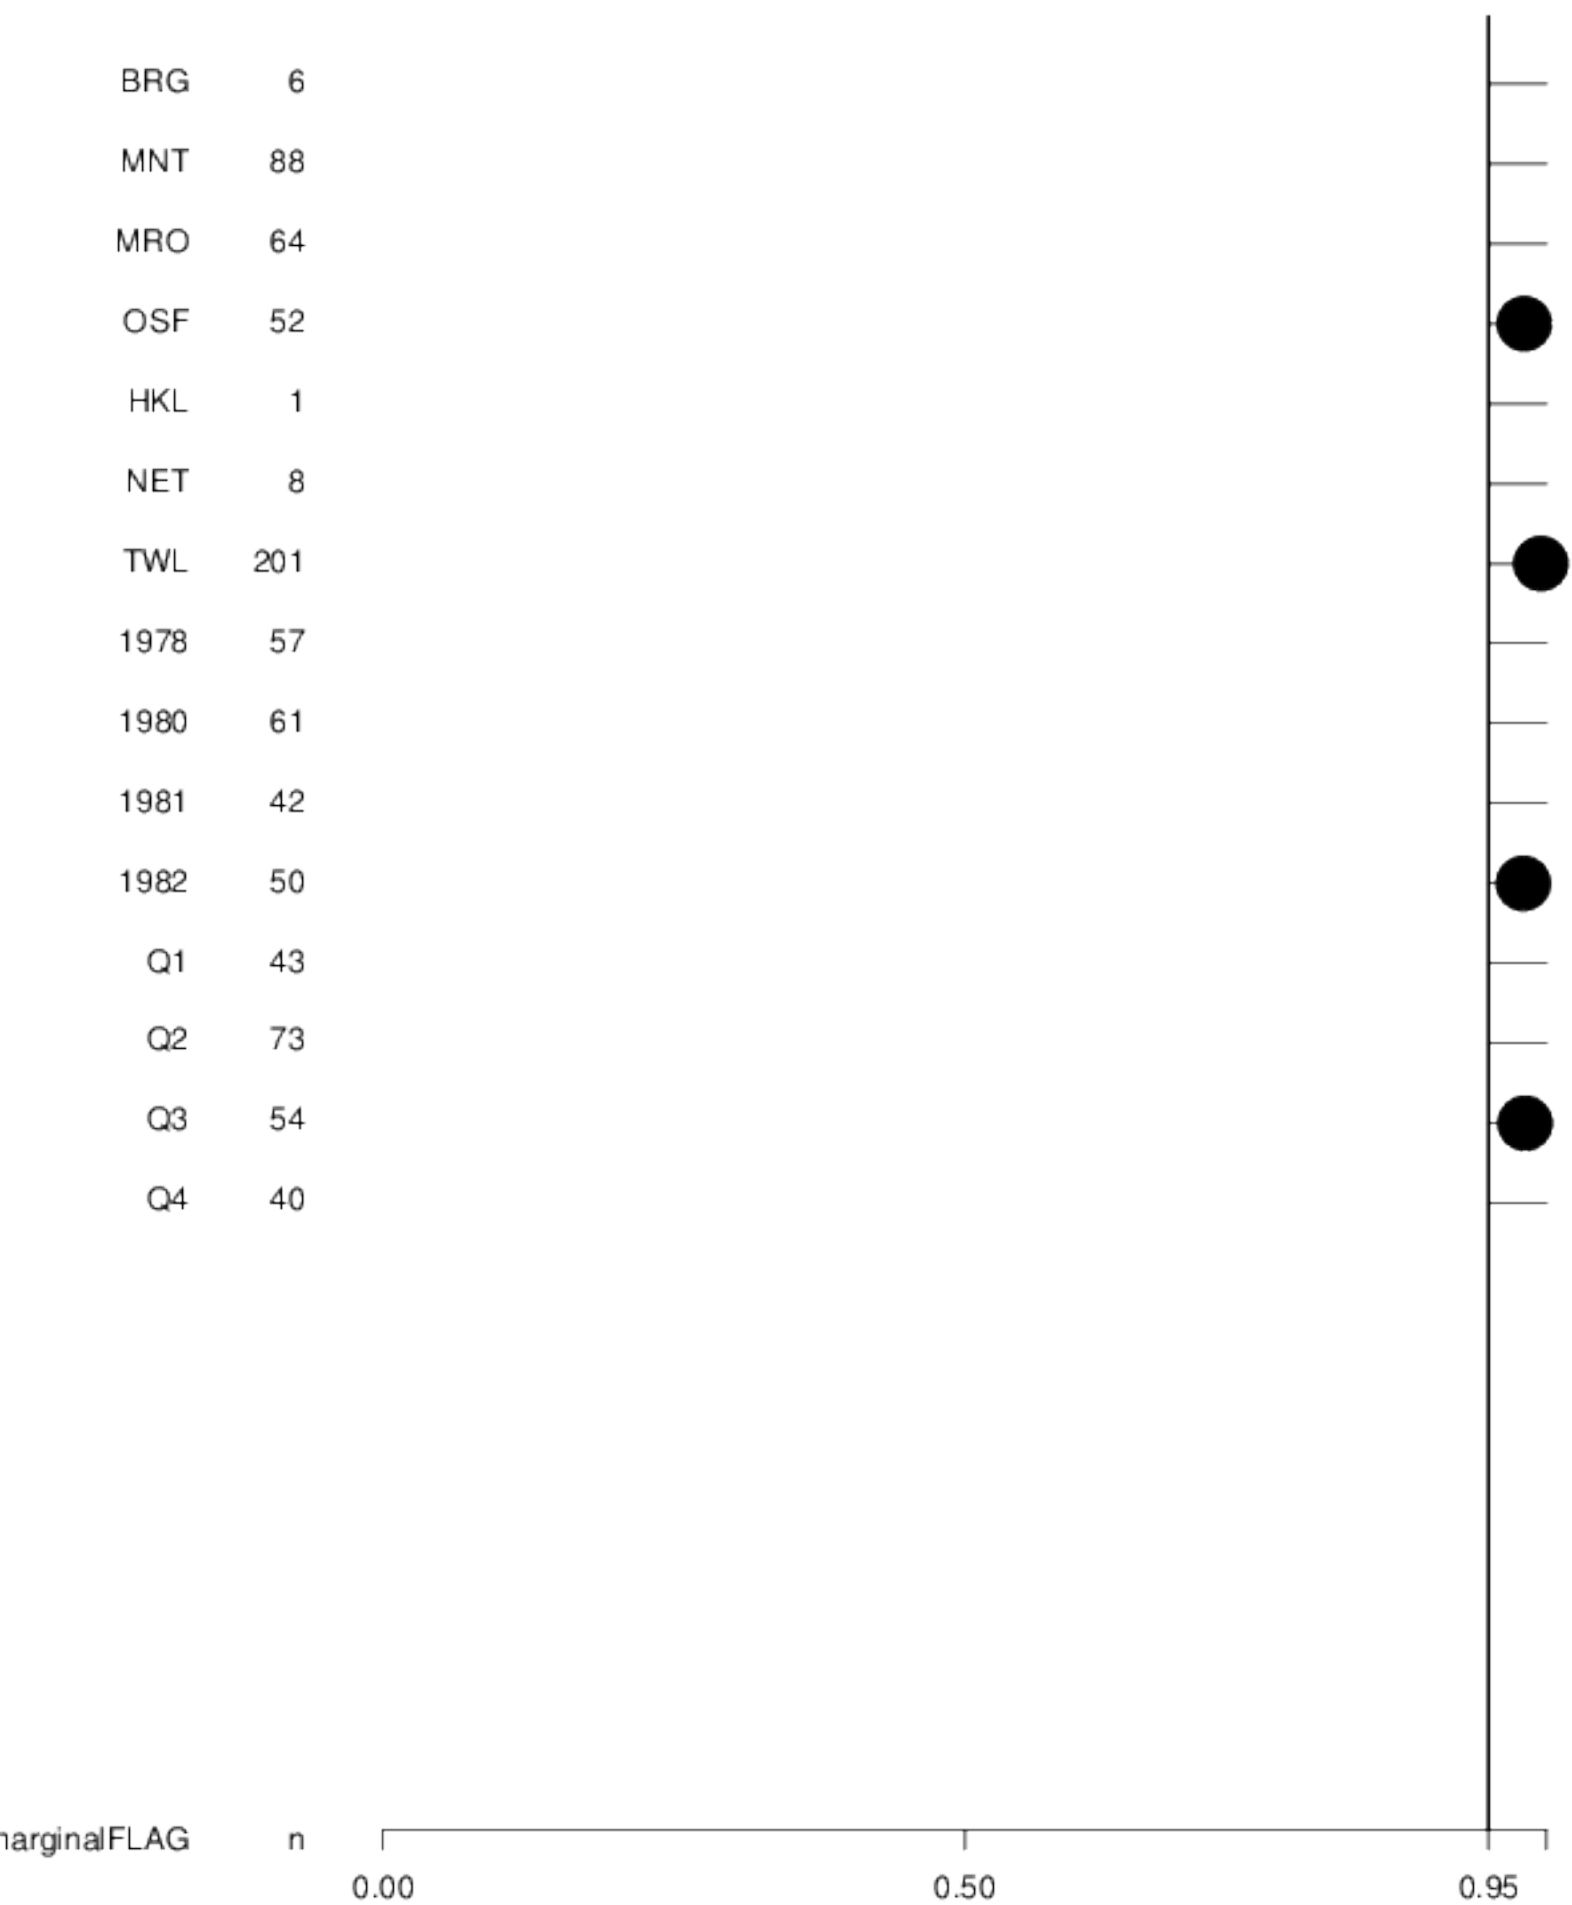 BRG 6
MNT 88
MRO 64
OSF 52
HKL 1
NET 8
TWL 201
1978 57
1980 61
1981 42
1982 50
Q1 43
Q2 73
Q3 54
Q4 40
FLAG n
0.00 0.50 0.95